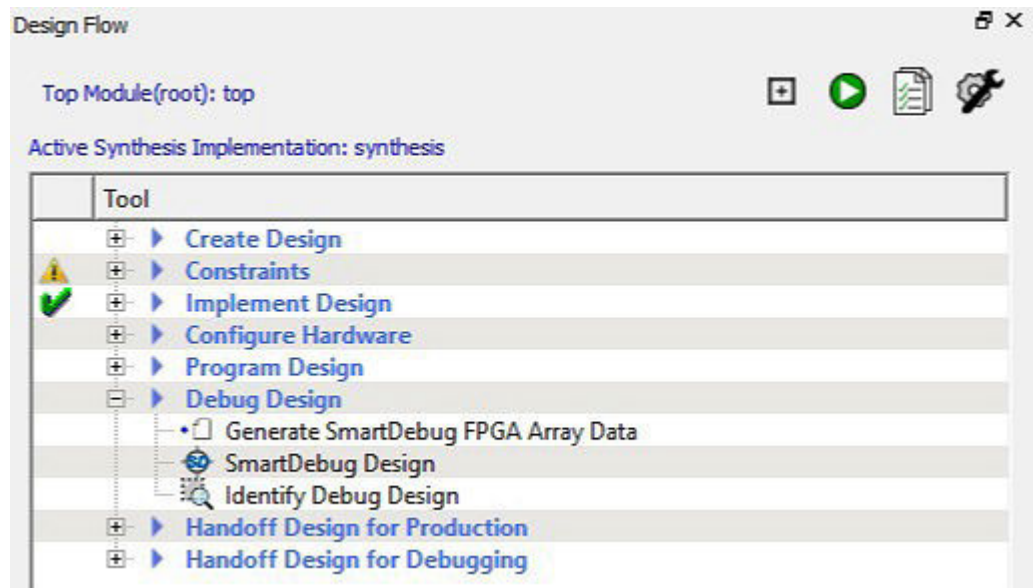 Design Flow
Top Module(root): top
Active Synthesis Implementation: synthesis
Tool
Create Design
Constraints
Implement Design
Configure Hardware
Program Design
Debug Design
Generate SmartDebug FPGA Array Data
SmartDebug Design
Identify Debug Design
Handoff Design for Production
Handoff Design for Debugging